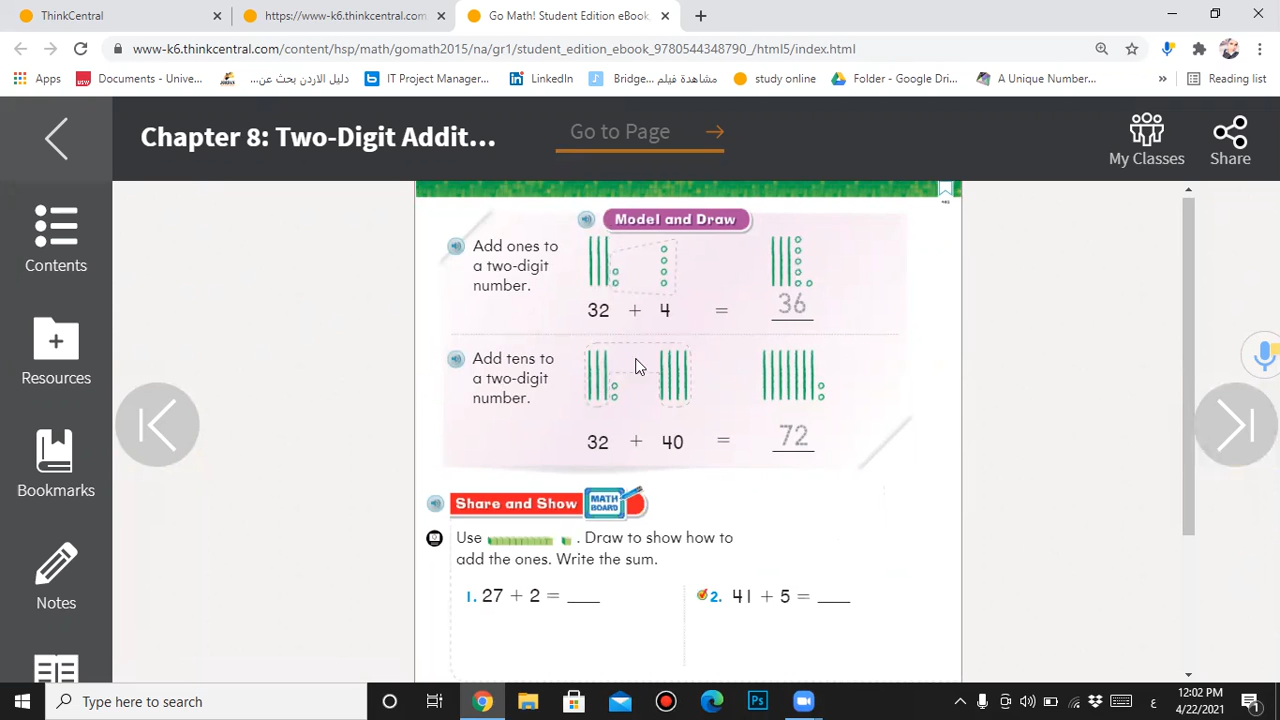 ThinkCentral
https://www-k6.thinkcentral.com
Go Math! Student Edition eBook
www-k6.thinkcentral.com/content/hsp/math/gomath2015/na/gr1/student_edition_ebook_9780544348790_/html5/index.html
Apps
Documents - Unive...
دليل الاردن بحث عن...
IT Project Manager...
LinkedIn
Bridge... مشاهدة فيلم
study online
Folder - Google Dri...
A Unique Number...
»
Reading list
Chapter 8: Two-Digit Addit...
Go to Page
My Classes
Share
Contents
Resources
Bookmarks
Notes
Model and Draw
Add ones to
a two-digit
number.
32 + 4 = 36
Add tens to
a two-digit
number.
32 + 40 = 72
Share and Show
MATH
BOARD
Use . Draw to show how to
add the ones. Write the sum.
1. 27 + 2 = ___
2. 41 + 5 = ___
Type here to search
Ps
ع
12:02 PM
4/22/2021
1